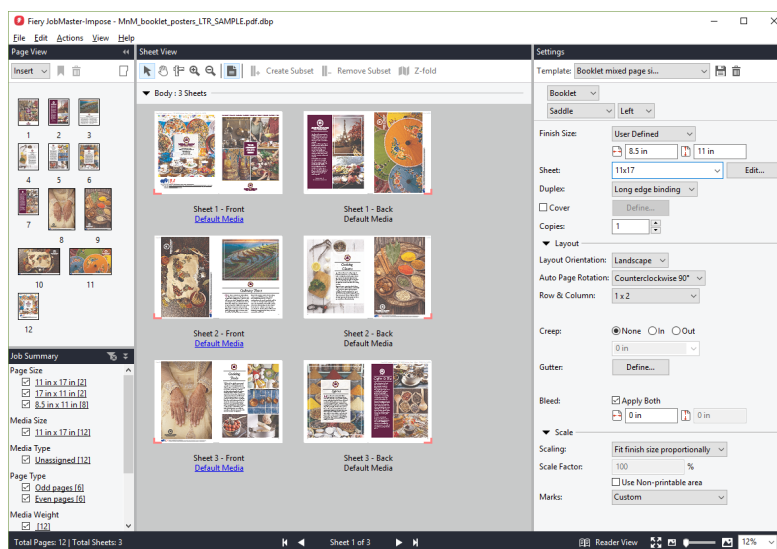 Fiery JobMaster-Impose - MnM_booklet_posters_LTR_SAMPLE.pdf.dbp
File Edit Actions View Help
Page View
Insert
1 2 3
4 5 6
7 8 9
10 11
12
Job Summary
Page Size
11 in x 17 in [2]
17 in x 11 in [2]
8.5 in x 11 in [8]
Media Size
11 in x 17 in [12]
Media Type
Unassigned [12]
Page Type
Odd pages [6]
Even pages [6]
Media Weight
[12]
Sheet View
Create Subset Remove Subset Z-fold
Body : 3 Sheets
Sheet 1 - Front
Default Media
Sheet 1 - Back
Default Media
Sheet 2 - Front
Default Media
Sheet 2 - Back
Default Media
Sheet 3 - Front
Default Media
Sheet 3 - Back
Default Media
Settings
Template: Booklet mixed page si...
Booklet
Saddle Left
Finish Size: User Defined
8.5 in 11 in
Sheet: 11x17 Edit...
Duplex: Long edge binding
Cover Define...
Copies: 1
Layout
Layout Orientation: Landscape
Auto Page Rotation: Counterclockwise 90°
Row & Column: 1 x 2
Creep: None In Out
0 in
Gutter: Define...
Bleed: Apply Both
0 in 0 in
Scale
Scaling: Fit finish size proportionally
Scale Factor: 100 %
Use Non-printable area
Marks: Custom
Total Pages: 12 | Total Sheets: 3
Sheet 1 of 3
Reader View 12%